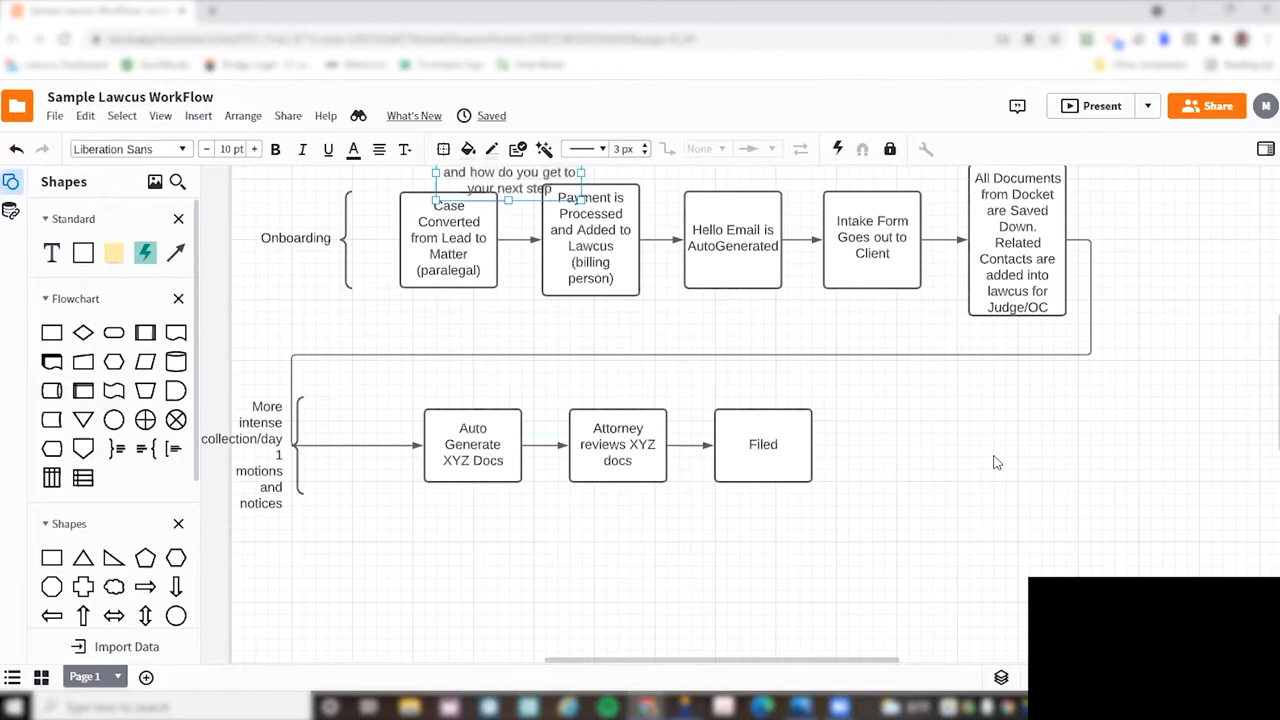 Sample Lawcus WorkFlow
File Edit Select View Insert Arrange Share Help What's New Saved
Present
Share
M
Liberation Sans
10 pt
B I U A T
3 px
None
Shapes
Standard
T
Flowchart
Shapes
Import Data
Page 1
and how do you get to
your next step
Onboarding
Case
Converted
from Lead to
Matter
(paralegal)
Payment is
Processed
and Added to
Lawcus
(billing
person)
Hello Email is
AutoGenerated
Intake Form
Goes out to
Client
All Documents
from Docket
are Saved
Down.
Related
Contacts are
added into
lawcus for
Judge/OC
More
intense
collection/day
1
motions
and
notices
Auto
Generate
XYZ Docs
Attorney
reviews XYZ
docs
Filed
Type here to search